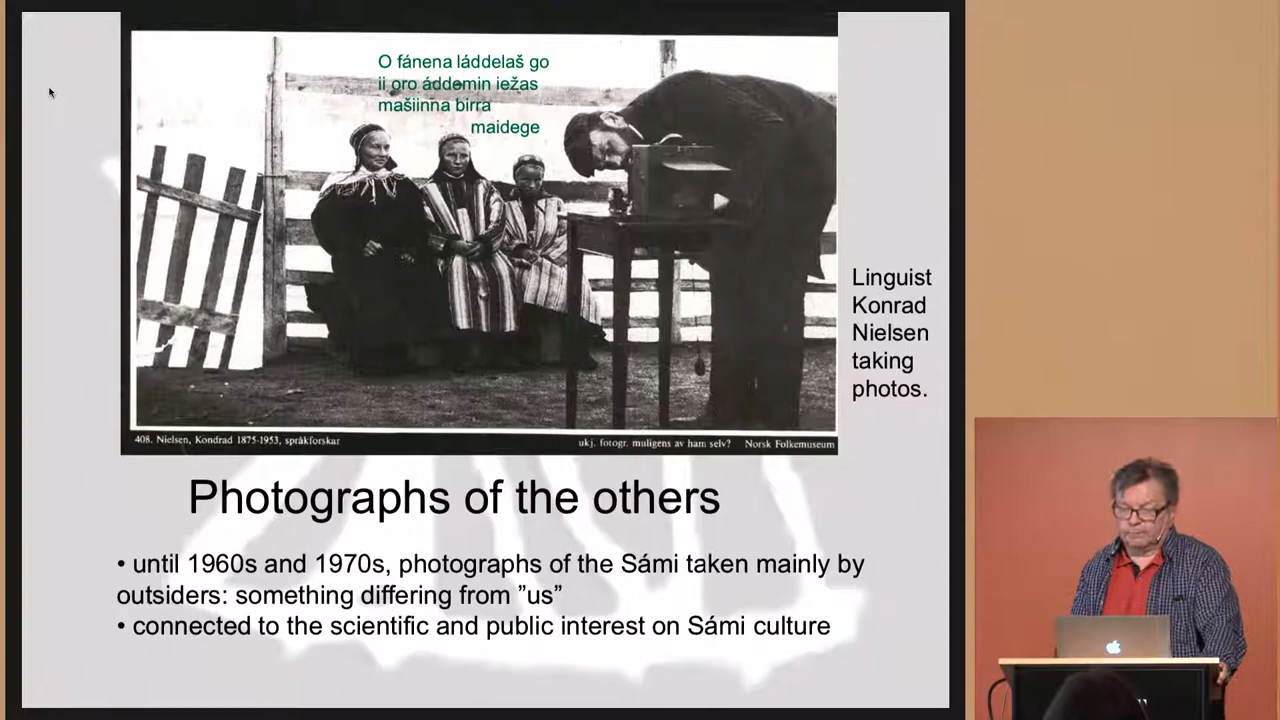 O fánena láddelaš go
ii oro áddemin iežas
mašiinna birra
maidege
Linguist
Konrad
Nielsen
taking
photos.
408. Nielsen, Kondrad 1875-1953, språkforskar
ukj. fotogr. muligens av ham selv? Norsk Folkemuseum
Photographs of the others
• until 1960s and 1970s, photographs of the Sámi taken mainly by
outsiders: something differing from ”us”
• connected to the scientific and public interest on Sámi culture